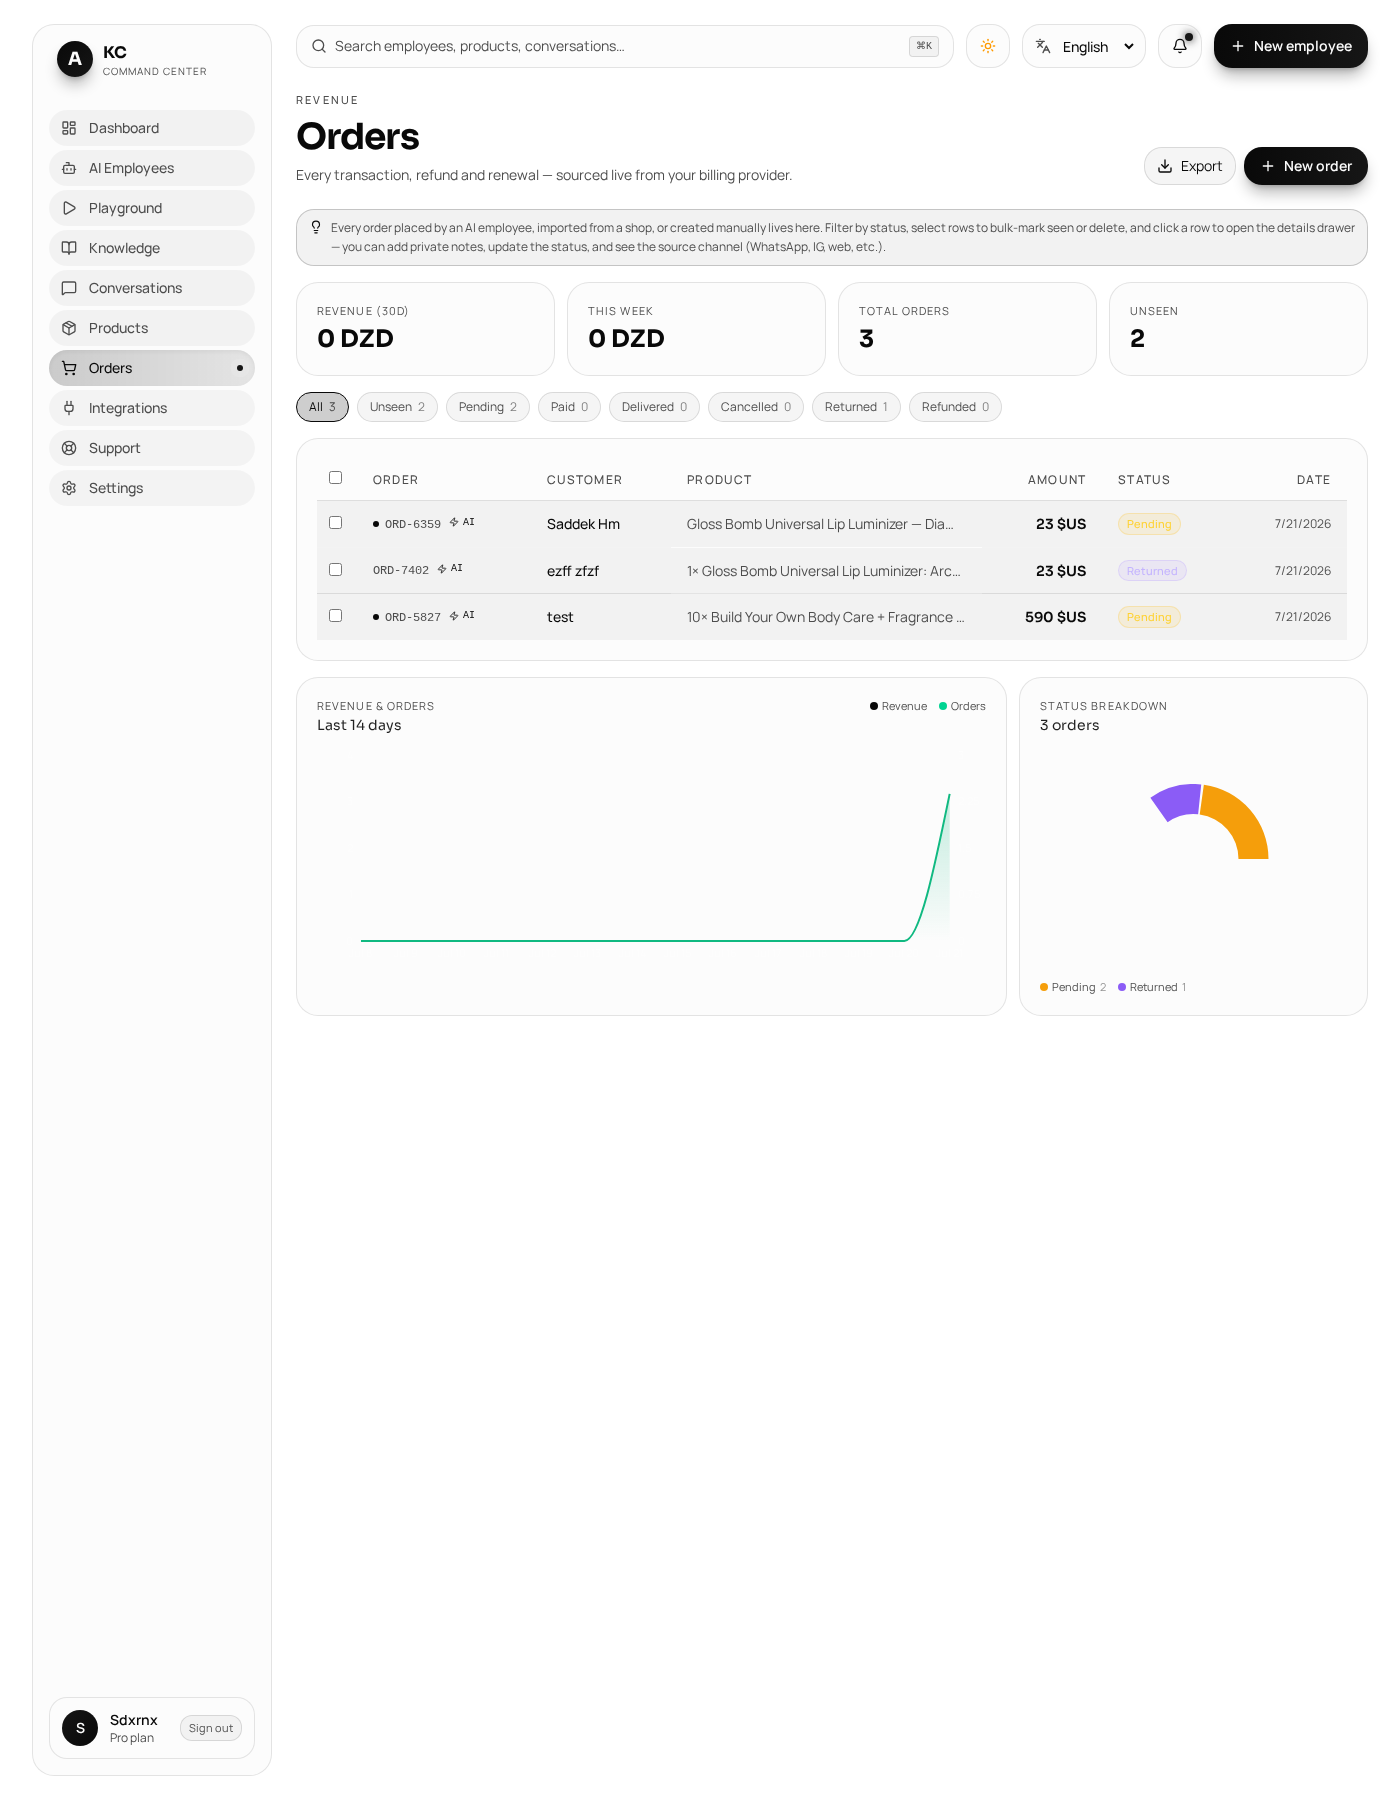 A
KC
COMMAND CENTER
Dashboard
AI Employees
Playground
Knowledge
Conversations
Products
Orders
Integrations
Support
Settings
S
Sdxrnx
Pro plan
Sign out
Search employees, products, conversations...
⌘K
English
New employee
REVENUE
Orders
Every transaction, refund and renewal — sourced live from your billing provider.
Export
New order
Every order placed by an AI employee, imported from a shop, or created manually lives here. Filter by status, select rows to bulk-mark seen or delete, and click a row to open the details drawer
— you can add private notes, update the status, and see the source channel (WhatsApp, IG, web, etc.).
REVENUE (30D)
0 DZD
THIS WEEK
0 DZD
TOTAL ORDERS
3
UNSEEN
2
All 3
Unseen 2
Pending 2
Paid 0
Delivered 0
Cancelled 0
Returned 1
Refunded 0
ORDER CUSTOMER PRODUCT AMOUNT STATUS DATE
ORD-6359 AI Saddek Hm Gloss Bomb Universal Lip Luminizer — Dia... 23 $US Pending 7/21/2026
ORD-7402 AI ezff zfzf 1× Gloss Bomb Universal Lip Luminizer: Arc... 23 $US Returned 7/21/2026
ORD-5827 AI test 10× Build Your Own Body Care + Fragrance ... 590 $US Pending 7/21/2026
REVENUE & ORDERS
Last 14 days
Revenue Orders
STATUS BREAKDOWN
3 orders
Pending 2 Returned 1